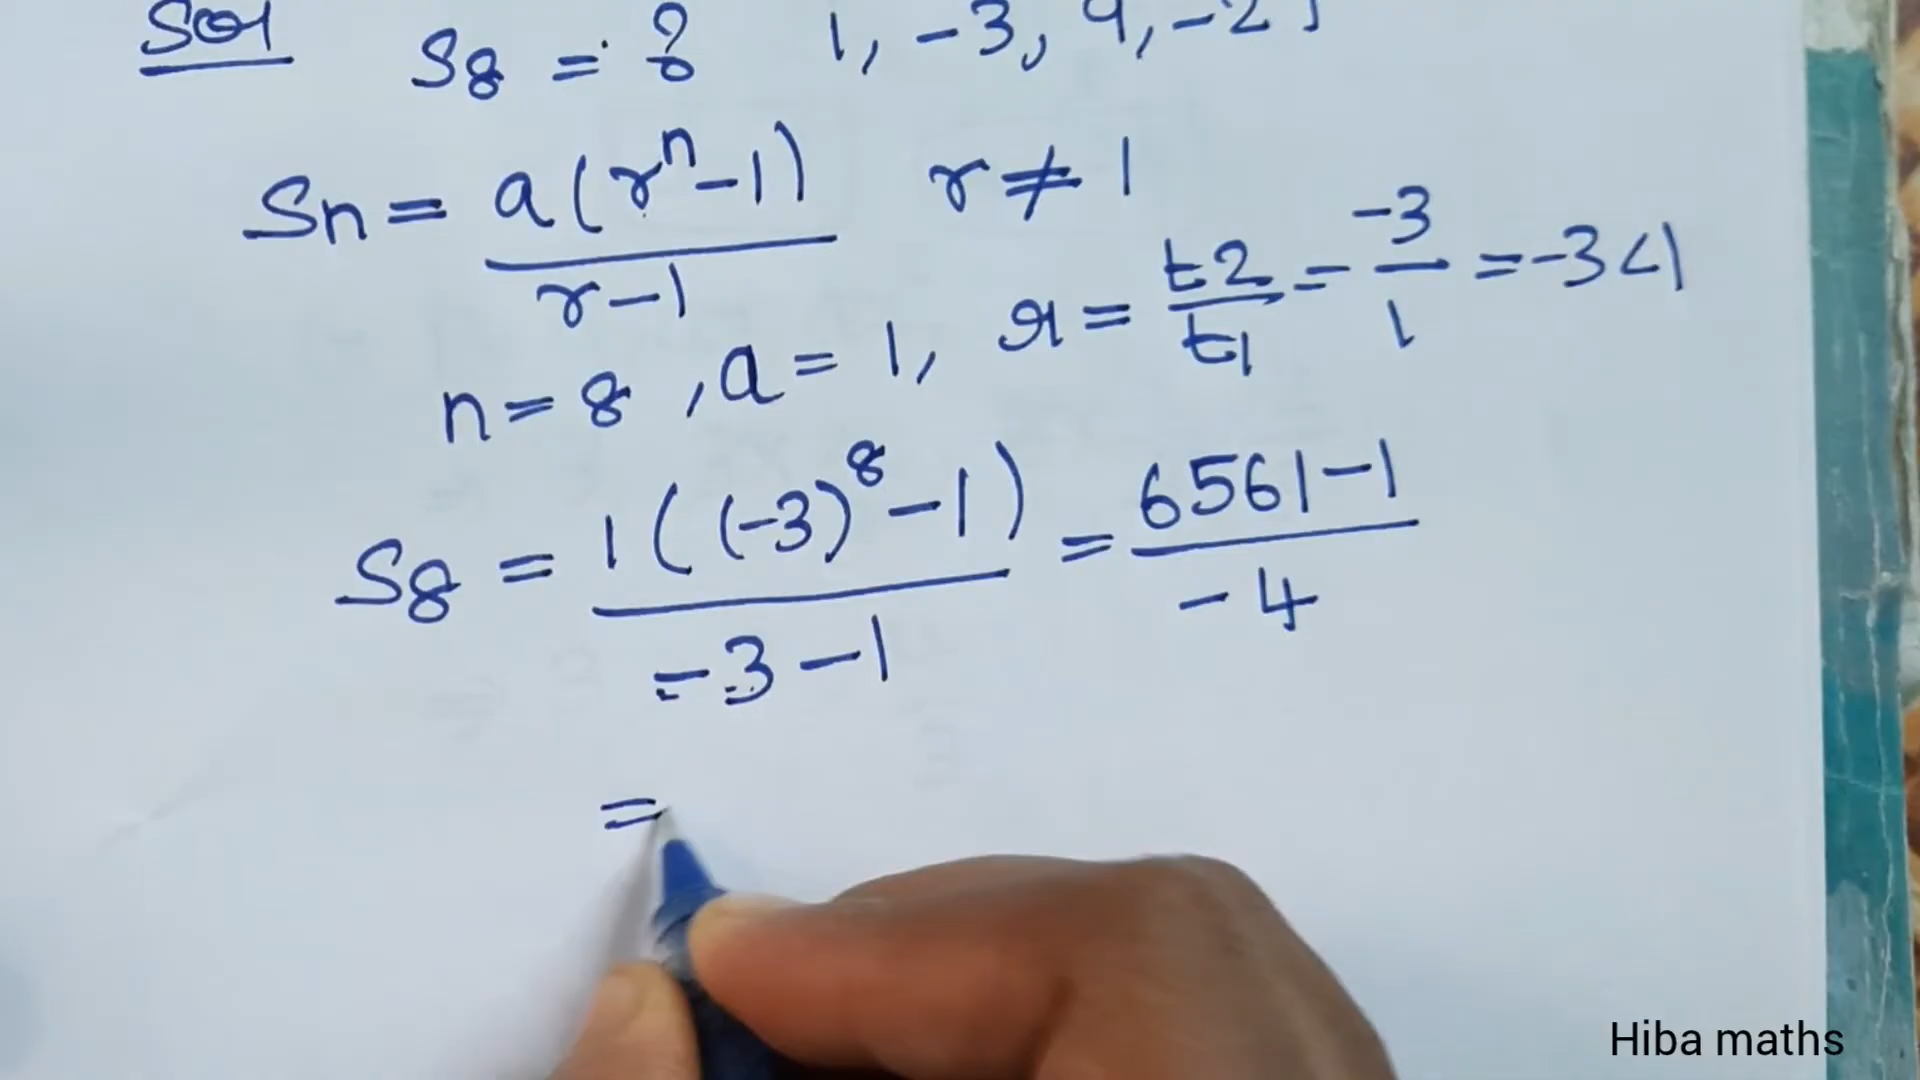 Sol S8 = ? 1, -3, 9, -27
Sn = a(r^n-1)/(r-1) r ≠ 1
n = 8, a = 1, r = t2/t1 = -3/1 = -3 < 1
S8 = 1((-3)^8-1)/(-3-1) = (6561-1)/(-4)
=
Hiba maths